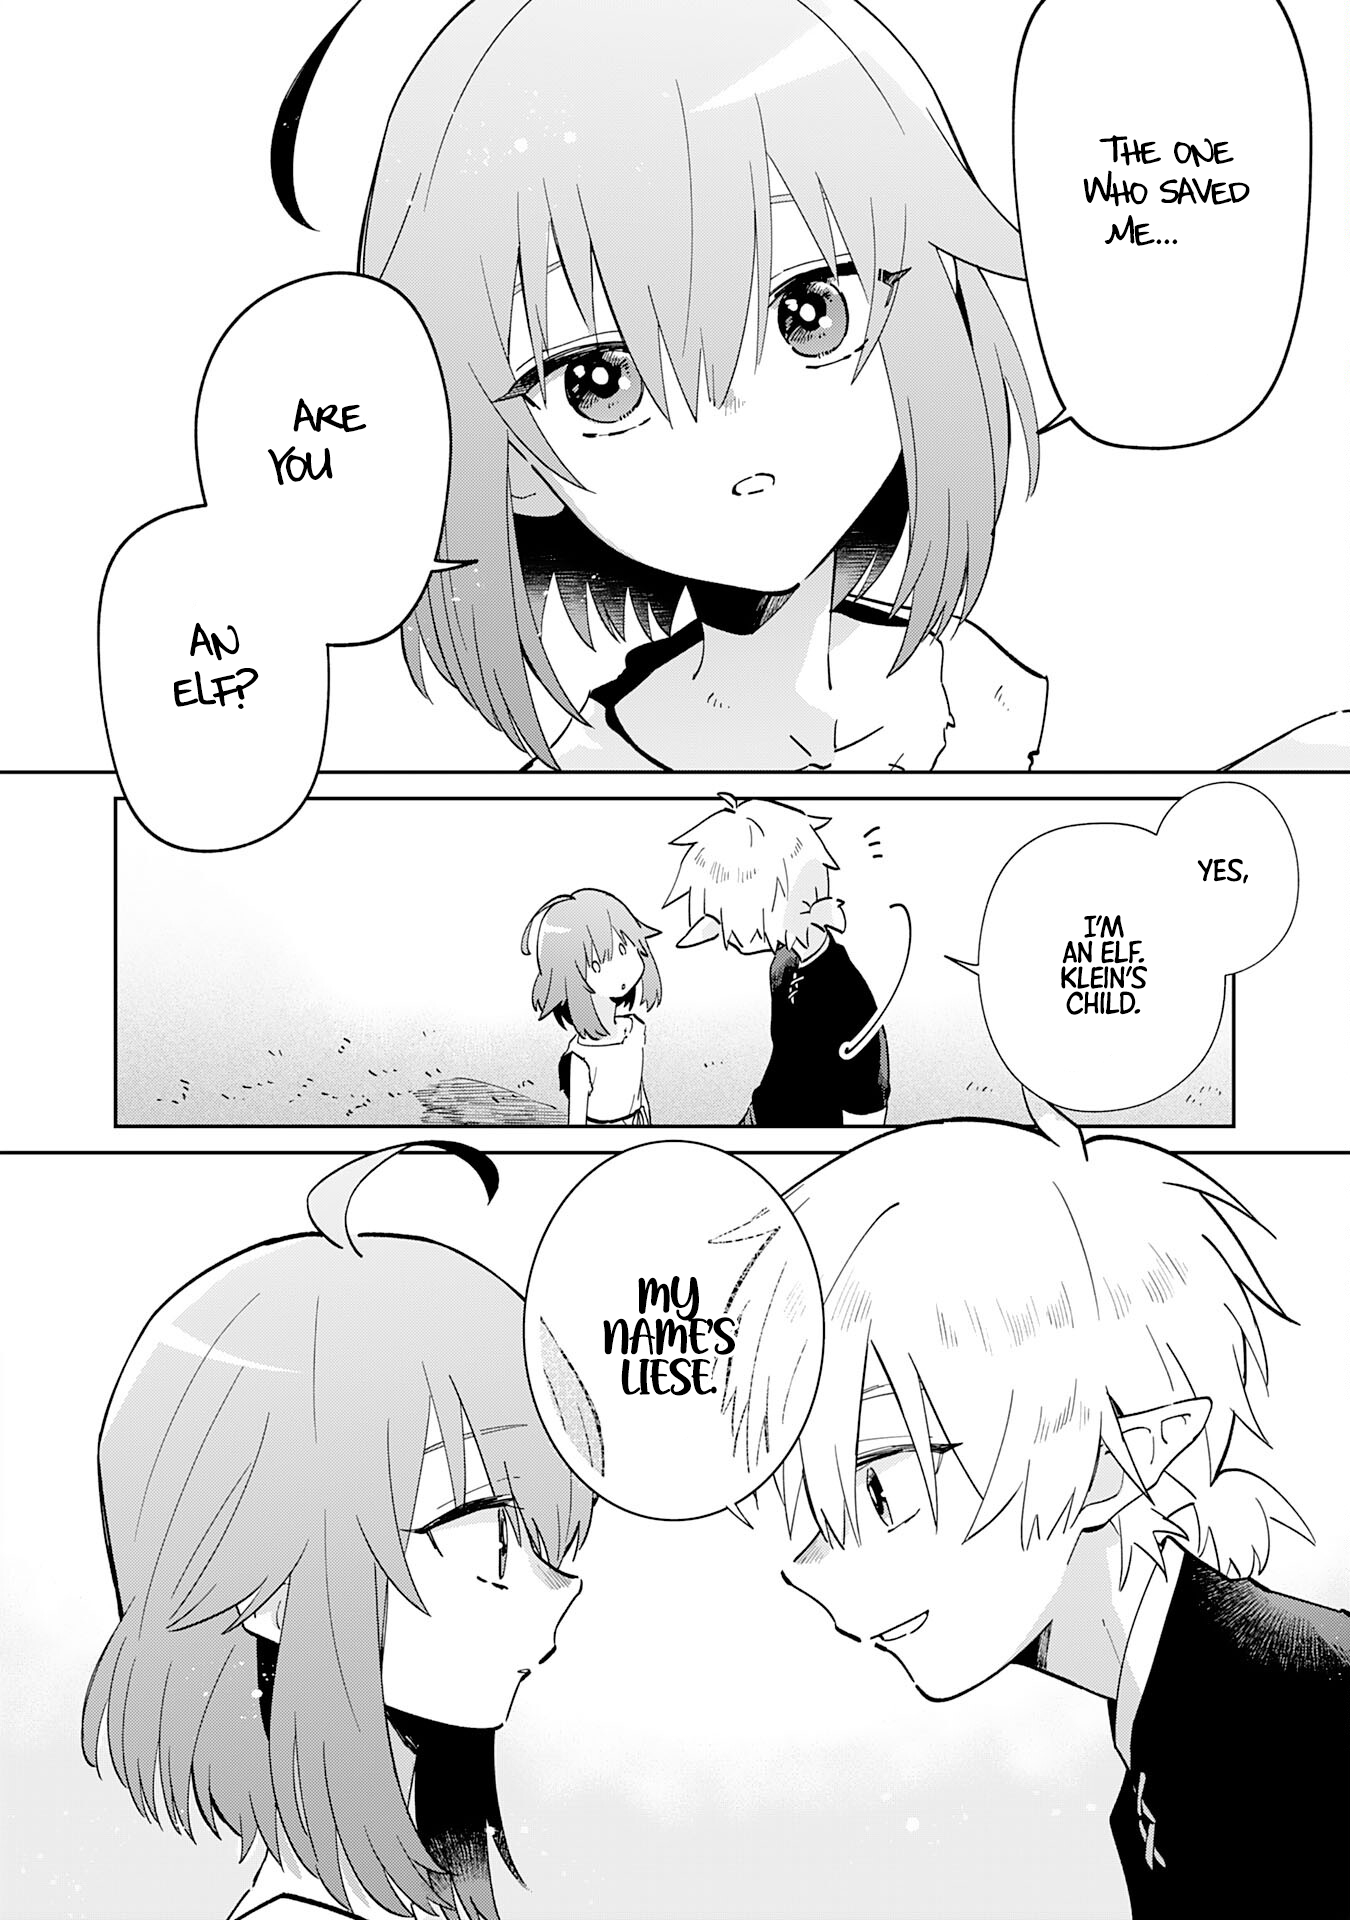 THE ONE
WHO SAVED
ME...
ARE
YOU
AN
ELF?
YES,
I'M
AN ELF.
KLEIN'S
CHILD.
MY
NAME'S
LIESE.